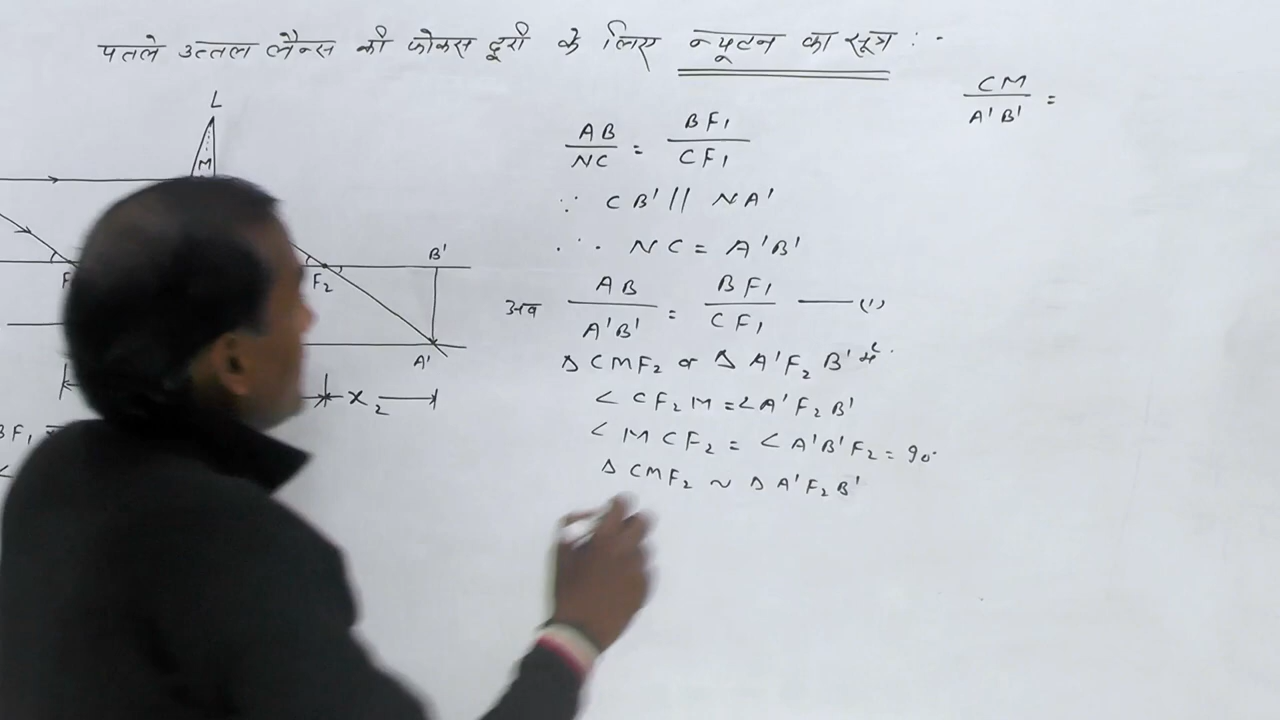 पतले उत्तल लैन्स की फोकस दूरी के लिए न्यूटन का सूत्र :-
L
M
F₂
B'
A'
x₂
BF₁
AB/NC = BF₁/CF₁
∵ CB' // NA'
∴ NC = A'B'
अब AB/A'B' = BF₁/CF₁ —— (1)
Δ CMF₂ व Δ A'F₂B' में
∠ CF₂M = ∠A'F₂B'
∠ MCF₂ = ∠A'B'F₂ = 90°
Δ CMF₂ ~ Δ A'F₂B'
CM/A'B' =